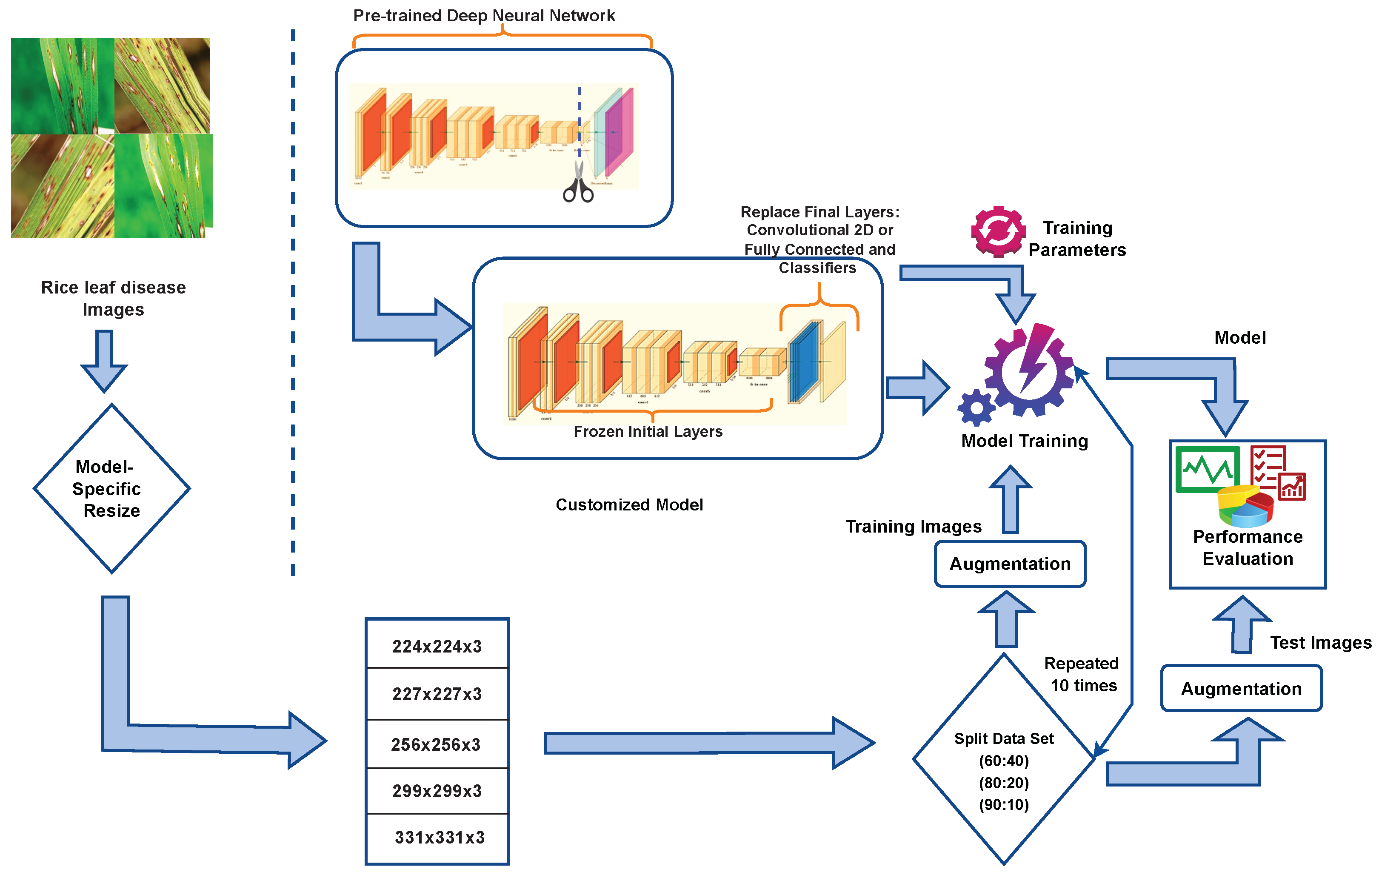 Pre-trained Deep Neural Network
Rice leaf disease
Images
Model-
Specific
Resize
Replace Final Layers:
Convolutional 2D or
Fully Connected and
Classifiers
Training
Parameters
Frozen Initial Layers
Customized Model
Model Training
Model
Training Images
Augmentation
Performance
Evaluation
Test Images
Augmentation
Repeated
10 times
224x224x3
227x227x3
256x256x3
299x299x3
331x331x3
Split Data Set
(60:40)
(80:20)
(90:10)